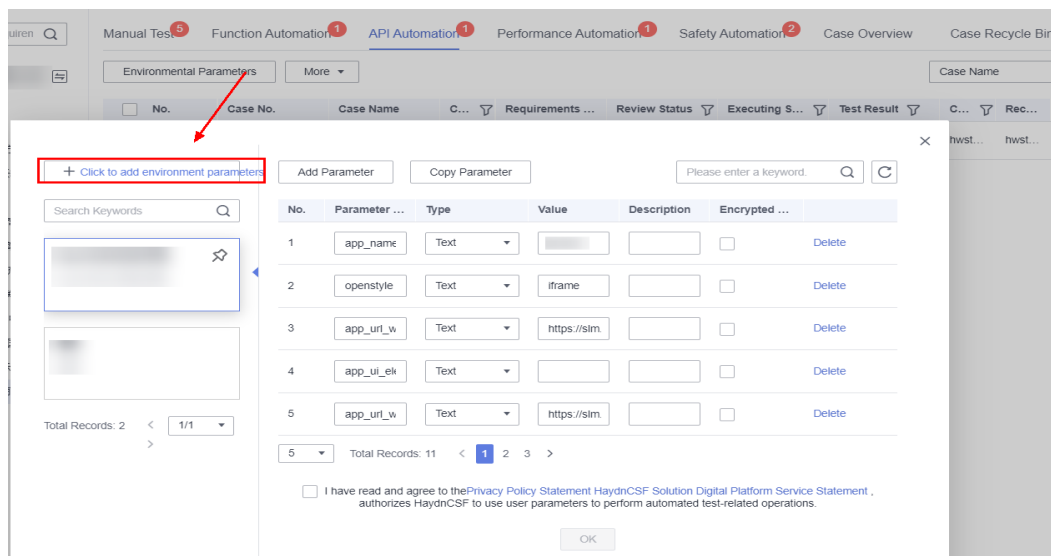 uiren
Manual Test 5 Function Automation 1 API Automation 1 Performance Automation 1 Safety Automation 2 Case Overview Case Recycle Bin
Environmental Parameters More Case Name
No. Case No. Case Name C... Requirements ... Review Status Executing S... Test Result C... Rec...
hwst... hwst...
+ Click to add environment parameters Add Parameter Copy Parameter Please enter a keyword.
Search Keywords
No. Parameter ... Type Value Description Encrypted ...
1 app_name Text Delete
2 openstyle Text iframe Delete
3 app_url_w Text https://slm. Delete
4 app_ui_ele Text Delete
5 app_url_w Text https://slm. Delete
Total Records: 2 < 1/1 >
5 Total Records: 11 < 1 2 3 >
I have read and agree to thePrivacy Policy Statement HaydnCSF Solution Digital Platform Service Statement ,
authorizes HaydnCSF to use user parameters to perform automated test-related operations.
OK